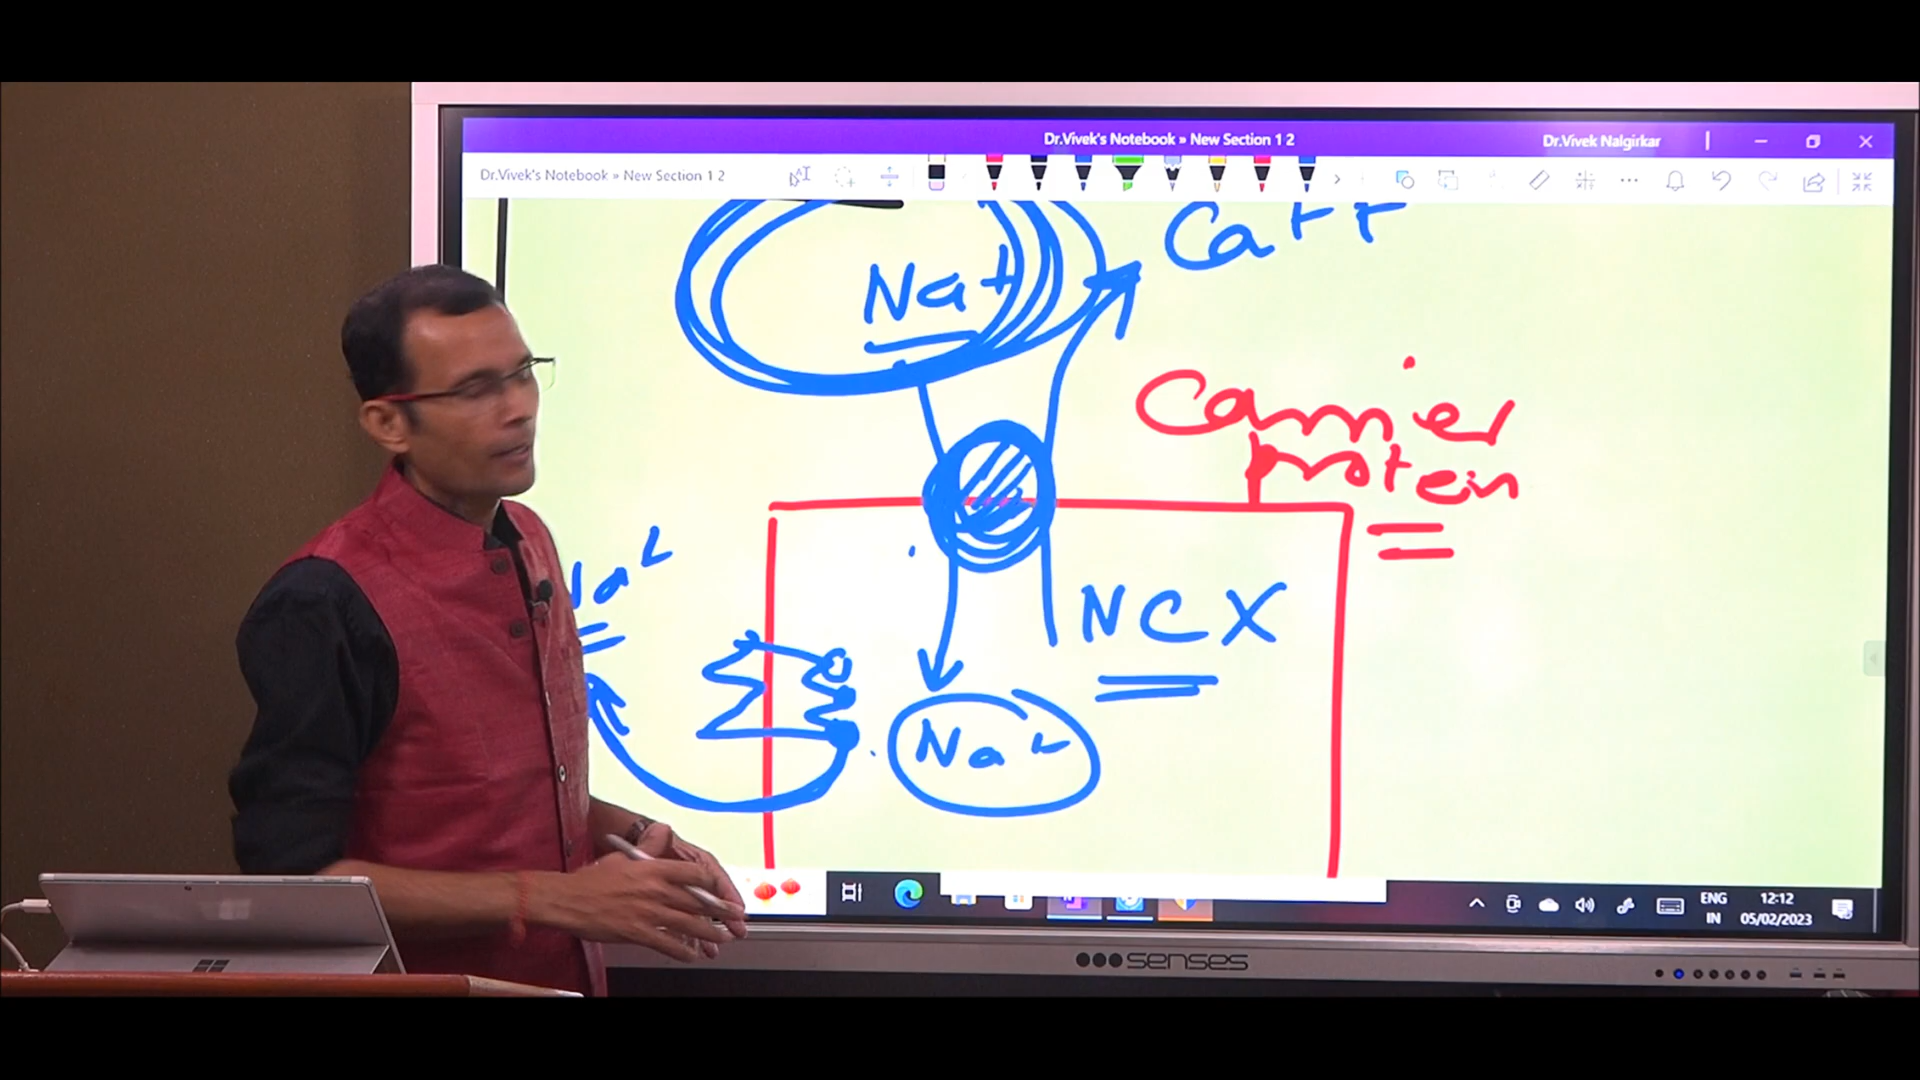 Dr.Vivek's Notebook » New Section 1 2
Dr.Vivek Nalgirkar
Dr.Vivek's Notebook » New Section 1 2
Ca++
Na+
Carrier
protein
Na+
NCX
Na+
ENG
IN
12:12
05/02/2023
senses